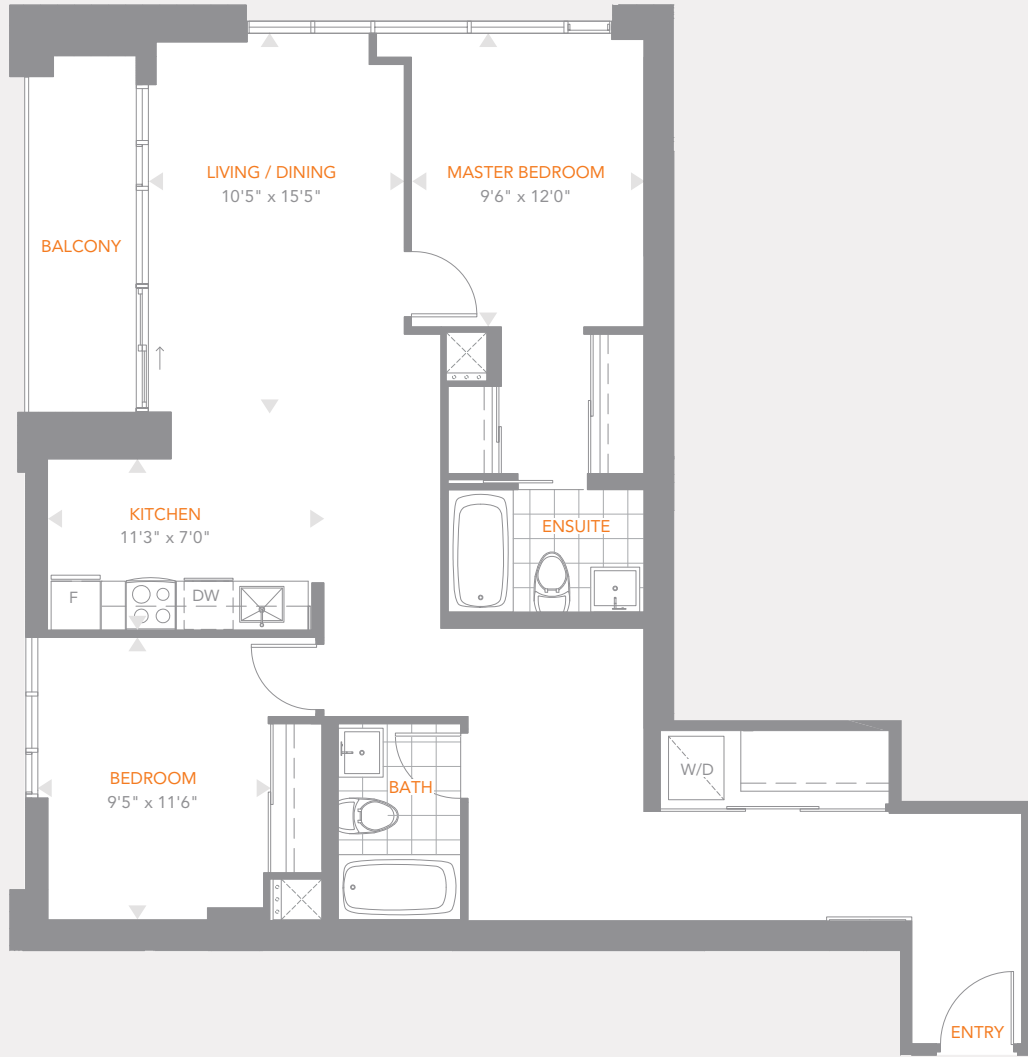 LIVING / DINING
10'5" x 15'5"
MASTER BEDROOM
9'6" x 12'0"
BALCONY
KITCHEN
11'3" x 7'0"
ENSUITE
F
DW
BEDROOM
9'5" x 11'6"
BATH
W/D
ENTRY